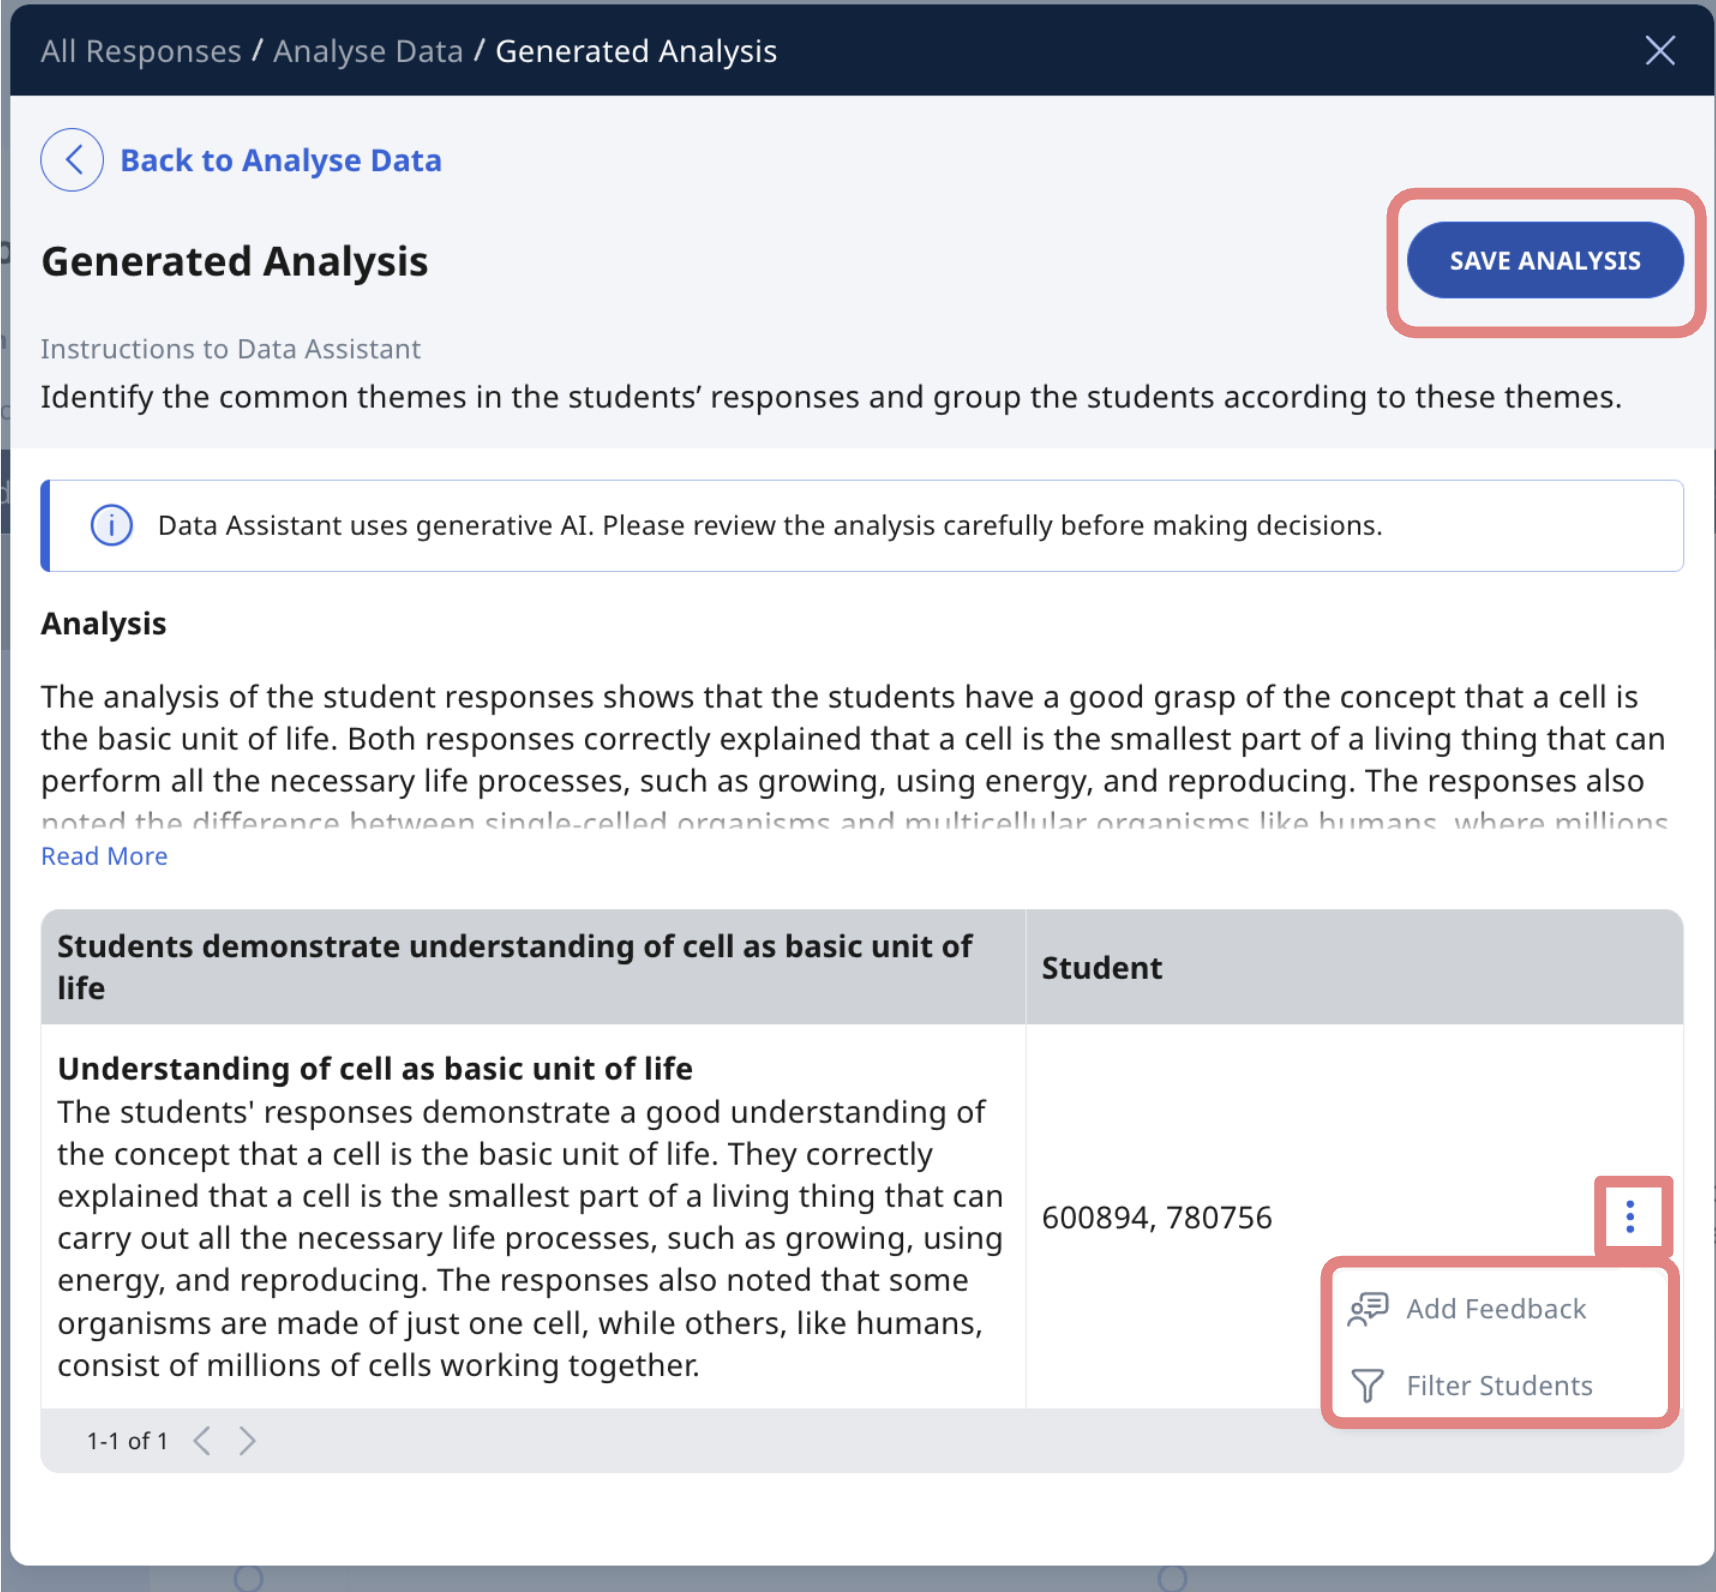 All Responses / Analyse Data / Generated Analysis
Back to Analyse Data
Generated Analysis
SAVE ANALYSIS
Instructions to Data Assistant
Identify the common themes in the students’ responses and group the students according to these themes.
Data Assistant uses generative AI. Please review the analysis carefully before making decisions.
Analysis
The analysis of the student responses shows that the students have a good grasp of the concept that a cell is
the basic unit of life. Both responses correctly explained that a cell is the smallest part of a living thing that can
perform all the necessary life processes, such as growing, using energy, and reproducing. The responses also
noted the difference between single-celled organisms and multicellular organisms like humans, where millions
Read More
Students demonstrate understanding of cell as basic unit of
life
Student
Understanding of cell as basic unit of life
The students' responses demonstrate a good understanding of
the concept that a cell is the basic unit of life. They correctly
explained that a cell is the smallest part of a living thing that can
carry out all the necessary life processes, such as growing, using
energy, and reproducing. The responses also noted that some
organisms are made of just one cell, while others, like humans,
consist of millions of cells working together.
600894, 780756
Add Feedback
Filter Students
1-1 of 1